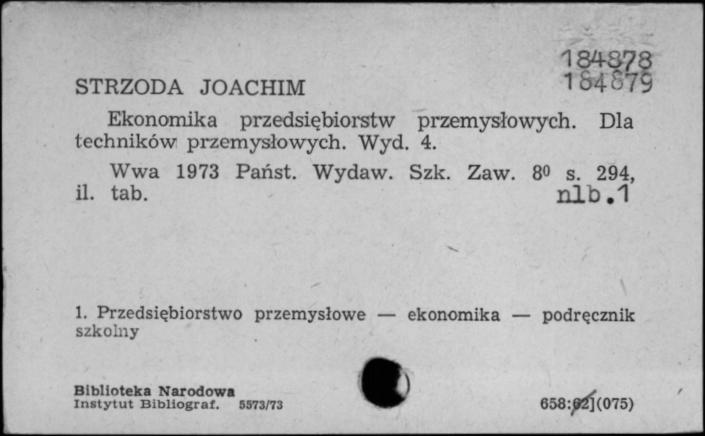 184878
184879
STRZODA JOACHIM
Ekonomika przedsiębiorstw przemysłowych. Dla
techników przemysłowych. Wyd. 4.
Wwa 1973 Państ. Wydaw. Szk. Zaw. 8⁰ s. 294,
il. tab. nlb.1
1. Przedsiębiorstwo przemysłowe — ekonomika — podręcznik
szkolny
Biblioteka Narodowa
Instytut Bibliograf. 5573/73 658:62](075)